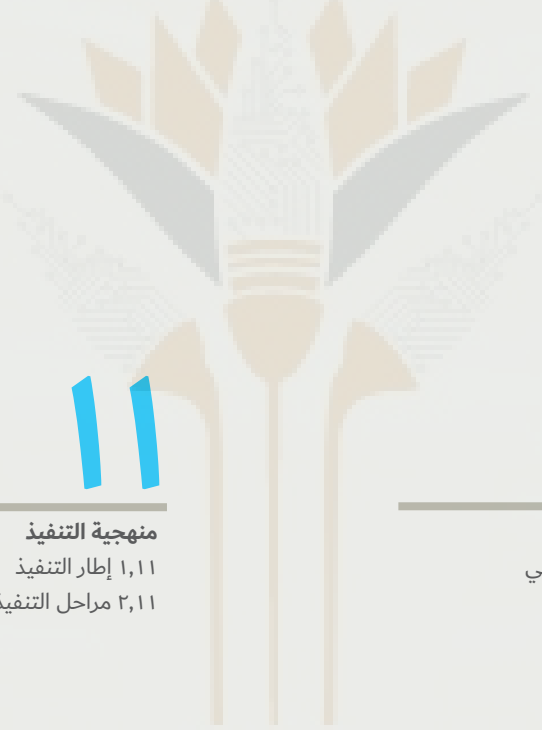 ١١
منهجية التنفيذ
١,١١ إطار التنفيذ
٢,١١ مراحل التنفيذ